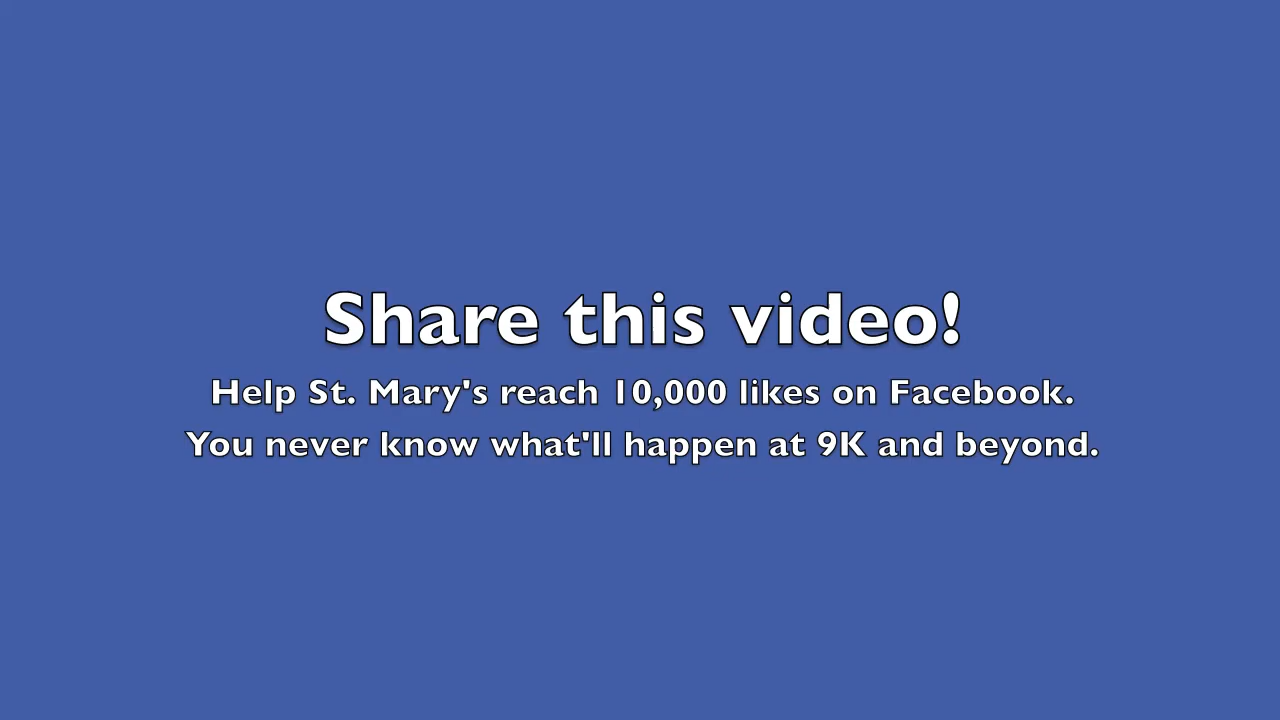 Share this video!
Help St. Mary's reach 10,000 likes on Facebook.
You never know what'll happen at 9K and beyond.